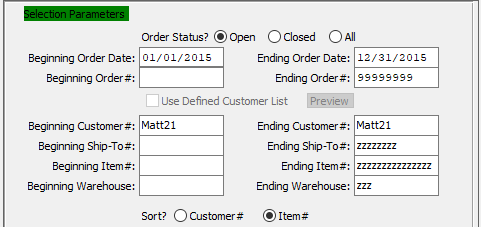 Selection Parameters
Order Status? Open Closed All
Beginning Order Date: 01/01/2015 Ending Order Date: 12/31/2015
Beginning Order#: Ending Order#: 99999999
Use Defined Customer List Preview
Beginning Customer#: Matt21 Ending Customer#: Matt21
Beginning Ship-To#: Ending Ship-To#: zzzzzzzz
Beginning Item#: Ending Item#: zzzzzzzzzzzzzzz
Beginning Warehouse: Ending Warehouse: zzz
Sort? Customer# Item#